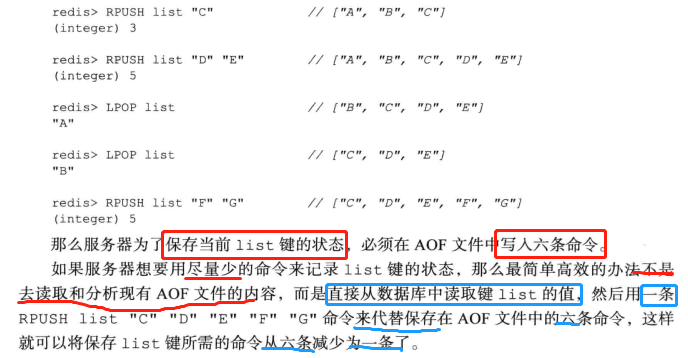 redis> RPUSH list "C" // ["A", "B", "C"]
(integer) 3
redis> RPUSH list "D" "E" // ["A", "B", "C", "D", "E"]
(integer) 5
redis> LPOP list // ["B", "C", "D", "E"]
"A"
redis> LPOP list // ["C", "D", "E"]
"B"
redis> RPUSH list "F" "G" // ["C", "D", "E", "F", "G"]
(integer) 5
那么服务器为了保存当前 list 键的状态，必须在 AOF 文件中写入六条命令。
如果服务器想要用尽量少的命令来记录 list 键的状态，那么最简单高效的办法不是
去读取和分析现有 AOF 文件的内容，而是直接从数据库中读取键 list 的值，然后用一条
RPUSH list "C" "D" "E" "F" "G" 命令来代替保存在 AOF 文件中的六条命令，这样
就可以将保存 list 键所需的命令从六条减少为一条了。